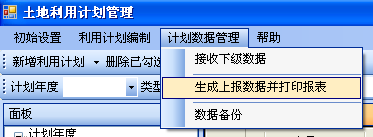 土地利用计划管理
初始设置 利用计划编制 计划数据管理 帮助
新增利用计划 删除已勾选
接收下级数据
计划年度 类型
生成上报数据并打印报表
面板
数据备份
计划年度